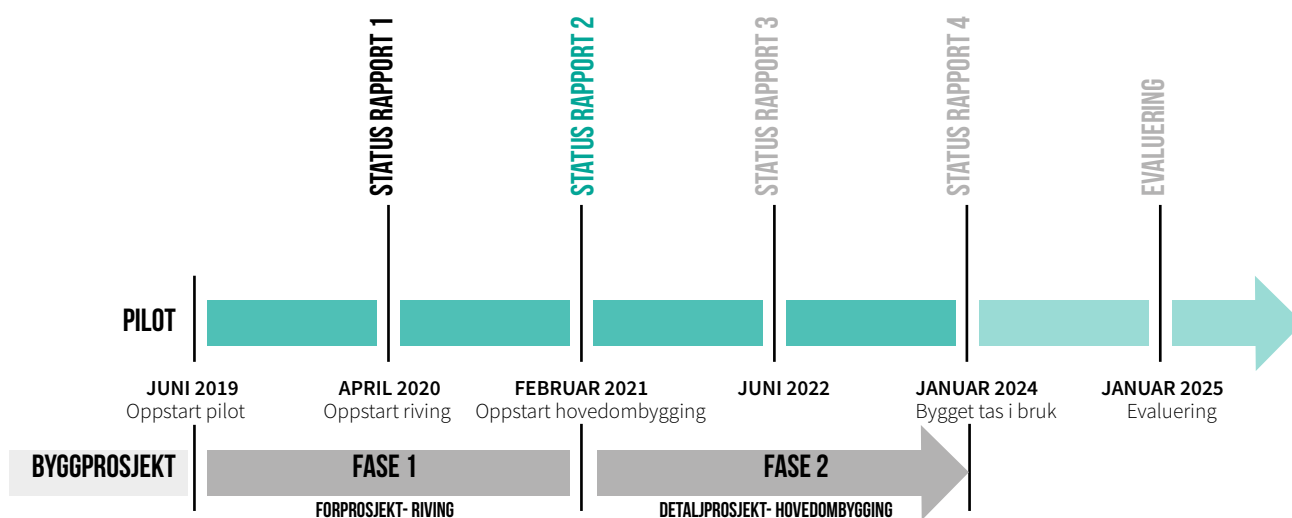 STATUS RAPPORT 1
STATUS RAPPORT 2
STATUS RAPPORT 3
STATUS RAPPORT 4
EVALUERING
PILOT
JUNI 2019
Oppstart pilot
APRIL 2020
Oppstart riving
FEBRUAR 2021
Oppstart hovedombygging
JUNI 2022
JANUAR 2024
Bygget tas i bruk
JANUAR 2025
Evaluering
BYGGPROSJEKT
FASE 1
FASE 2
FORPROSJEKT- RIVING
DETALJPROSJEKT- HOVEDOMBYGGING